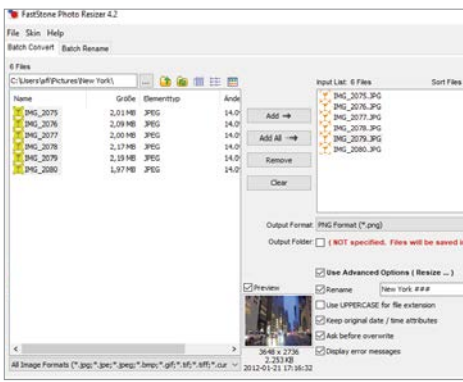 FastStone Photo Resizer 4.2
File Skin Help
Batch Convert Batch Rename
6 Files
C:\Users\afi\Pictures\New York\ ...
Name Größe Elementtyp Ände
IMG_2075 2,01 MB JPEG 14.0
IMG_2076 2,09 MB JPEG 14.0
IMG_2077 2,00 MB JPEG 14.0
IMG_2078 2,17 MB JPEG 14.0
IMG_2079 2,19 MB JPEG 14.0
IMG_2080 1,97 MB JPEG 14.0
All Image Formats (*.jpg;*.jpe;*.jpeg;*.bmp;*.gif;*.tif;*.tiff;*.cur
Add
Add All
Remove
Clear
Input List: 6 Files Sort Files
IMG_2075.JPG
IMG_2076.JPG
IMG_2077.JPG
IMG_2078.JPG
IMG_2079.JPG
IMG_2080.JPG
Output Format: PNG Format (*.png)
Output Folder: ( NOT specified. Files will be saved i
Use Advanced Options ( Resize ... )
Preview
Rename New York ###
Use UPPERCASE for file extension
Keep original date / time attributes
Ask before overwrite
Display error messages
3648 x 2736
2.253 KB
2012-01-21 17:16:32